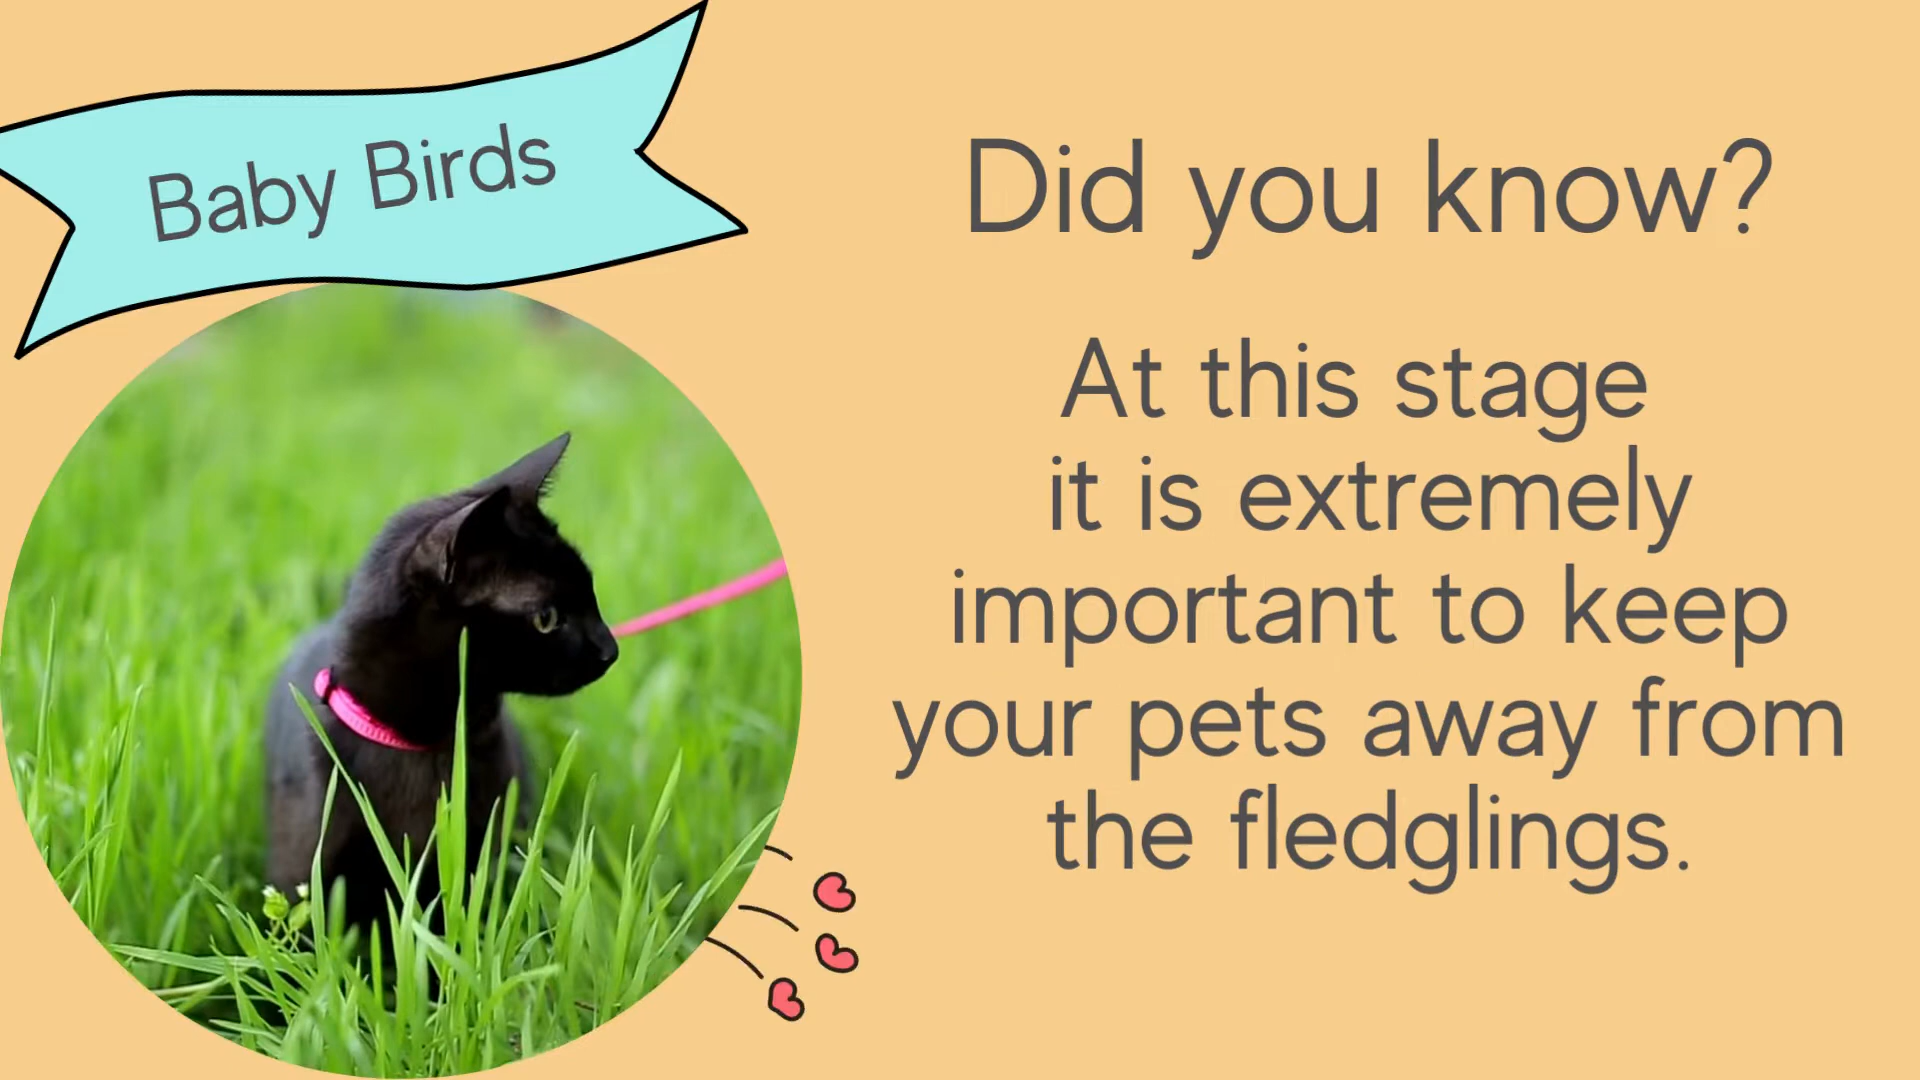 Baby Birds
Did you know?
At this stage
it is extremely
important to keep
your pets away from
the fledglings.